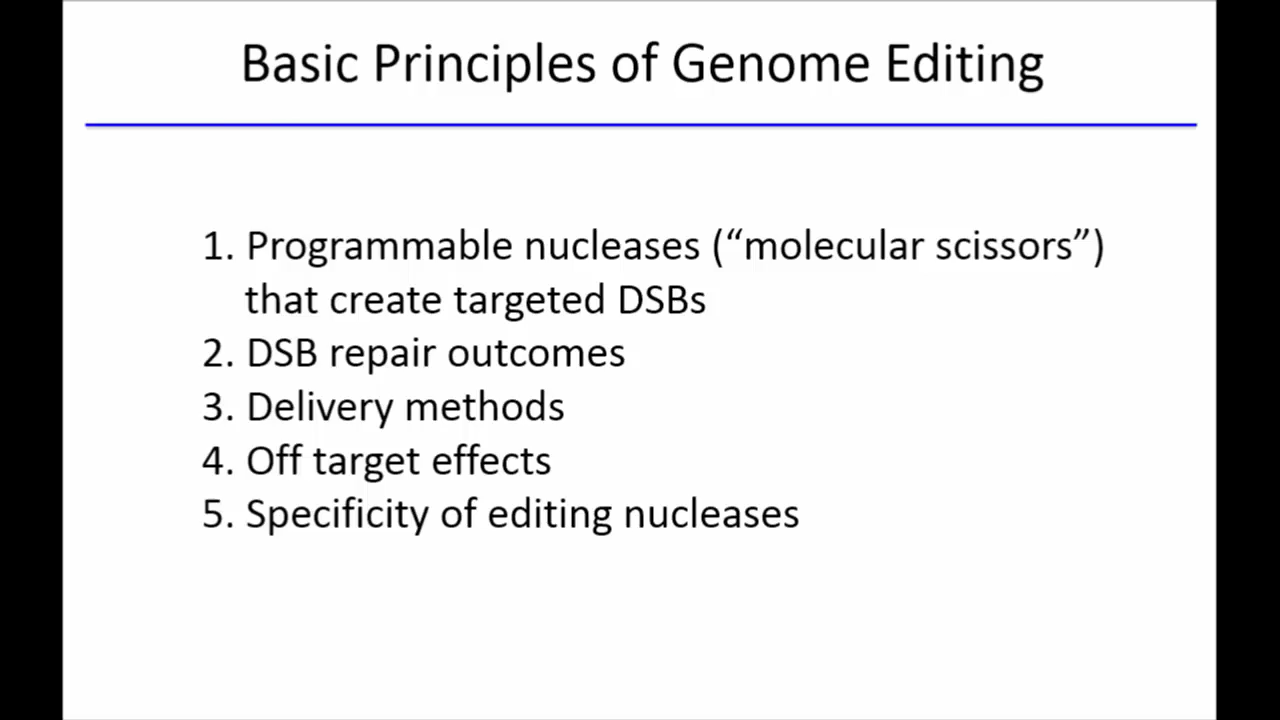 Basic Principles of Genome Editing
1. Programmable nucleases (“molecular scissors”)
that create targeted DSBs
2. DSB repair outcomes
3. Delivery methods
4. Off target effects
5. Specificity of editing nucleases